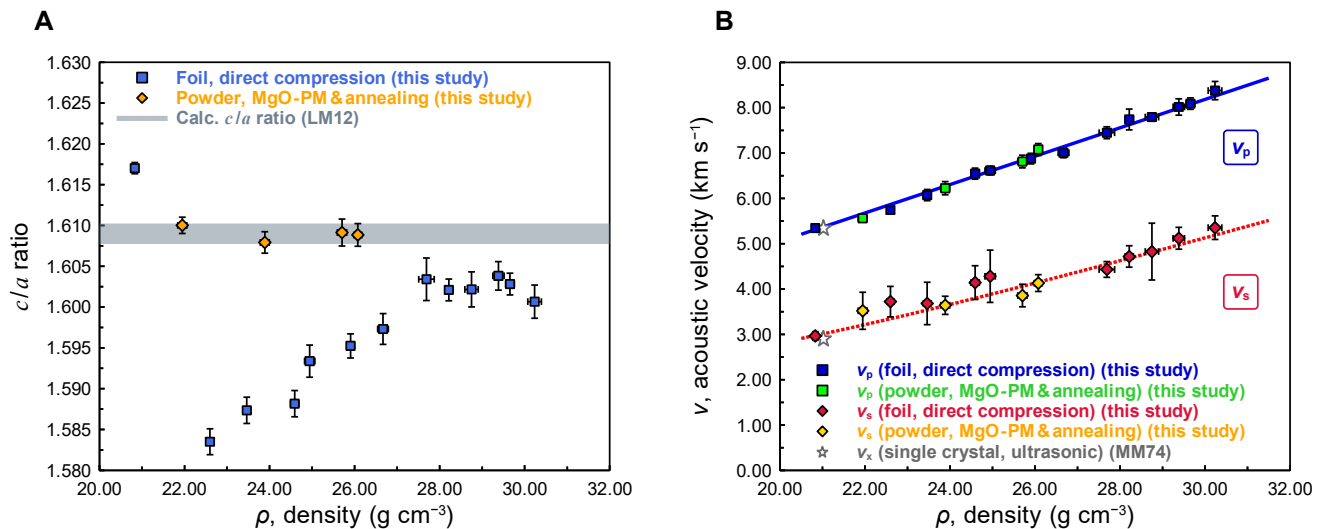 A
c/a ratio
1.630
1.625
1.620
1.615
1.610
1.605
1.600
1.595
1.590
1.585
1.580
Foil, direct compression (this study)
Powder, MgO-PM & annealing (this study)
Calc. c/a ratio (LM12)
20.00 22.00 24.00 26.00 28.00 30.00 32.00
ρ, density (g cm⁻³)
B
v, acoustic velocity (km s⁻¹)
9.00
8.00
7.00
6.00
5.00
4.00
3.00
2.00
1.00
0.00
vₚ
vₛ
vₚ (foil, direct compression) (this study)
vₚ (powder, MgO-PM & annealing) (this study)
vₛ (foil, direct compression) (this study)
vₛ (powder, MgO-PM & annealing) (this study)
vₓ (single crystal, ultrasonic) (MM74)
20.00 22.00 24.00 26.00 28.00 30.00 32.00
ρ, density (g cm⁻³)